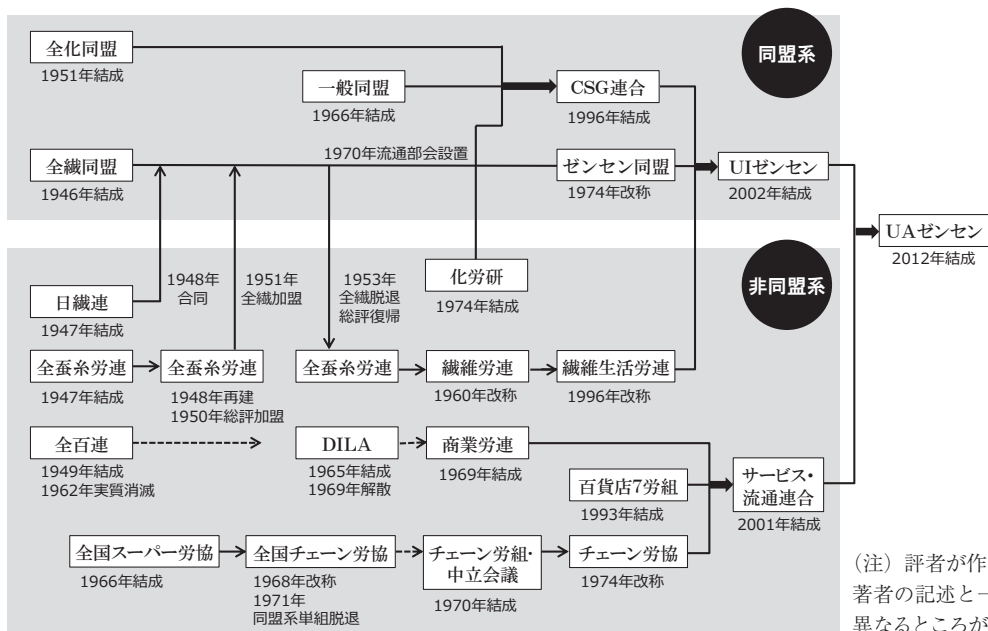 同盟系
全化同盟
1951年結成
一般同盟
1966年結成
CSG連合
1996年結成
全繊同盟
1946年結成
1970年流通部会設置
ゼンセン同盟
1974年改称
UIゼンセン
2002年結成
UAゼンセン
2012年結成
非同盟系
化労研
1974年結成
日繊連
1947年結成
1948年
合同
1951年
全繊加盟
1953年
全繊脱退
総評復帰
全蚕糸労連
1947年結成
全蚕糸労連
1948年再建
1950年総評加盟
全蚕糸労連
繊維労連
1960年改称
繊維生活労連
1996年改称
全百連
1949年結成
1962年実質消滅
DILA
1965年結成
1969年解散
商業労連
1969年結成
百貨店7労組
1993年結成
サービス・
流通連合
2001年結成
全国スーパー労協
1966年結成
全国チェーン労協
1968年改称
1971年
同盟系単組脱退
チェーン労組・
中立会議
1970年結成
チェーン労協
1974年改称
(注) 評者が作
著者の記述と
異なるところが